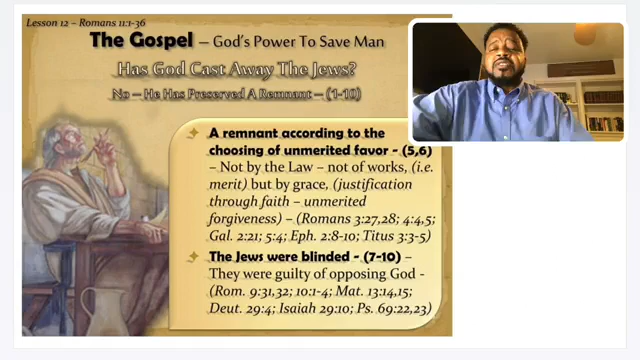 Lesson 12 – Romans 11:1-36
The Gospel – God's Power To Save Man
Has God Cast Away The Jews?
No – He Has Preserved A Remnant – (1-10)
A remnant according to the
choosing of unmerited favor - (5,6)
– Not by the Law – not of works, (i.e.
merit) but by grace, (justification
through faith – unmerited
forgiveness) – (Romans 3:27,28; 4:4,5;
Gal. 2:21; 5:4; Eph. 2:8-10; Titus 3:3-5)
The Jews were blinded - (7-10) –
They were guilty of opposing God -
(Rom. 9:31,32; 10:1-4; Mat. 13:14,15;
Deut. 29:4; Isaiah 29:10; Ps. 69:22,23)